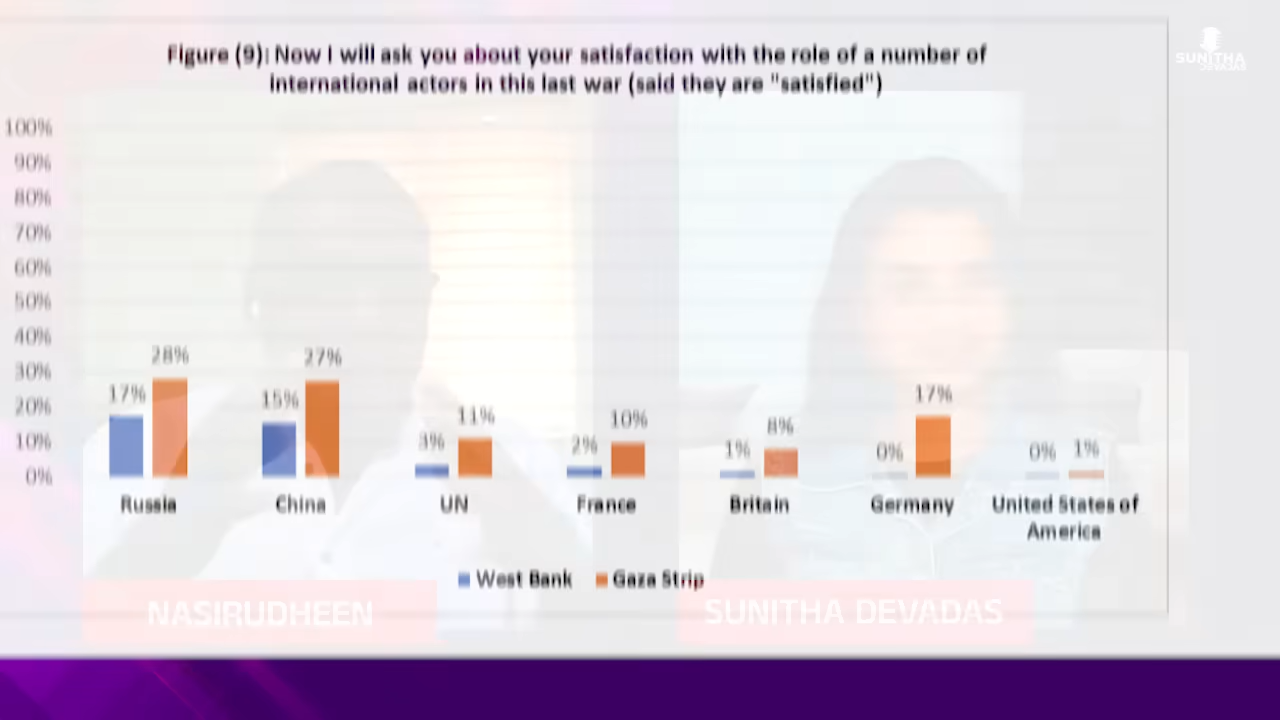 Figure (9): Now I will ask you about your satisfaction with the role of a number of
international actors in this last war (said they are "satisfied")
SUNITHA
DEVADAS
100%
90%
80%
70%
60%
50%
40%
30%
20%
10%
0%
17% 28% 15% 27% 3% 11% 2% 10% 1% 8% 0% 17% 0% 1%
Russia China UN France Britain Germany United States of
America
West Bank Gaza Strip
NASIRUDHEEN SUNITHA DEVADAS